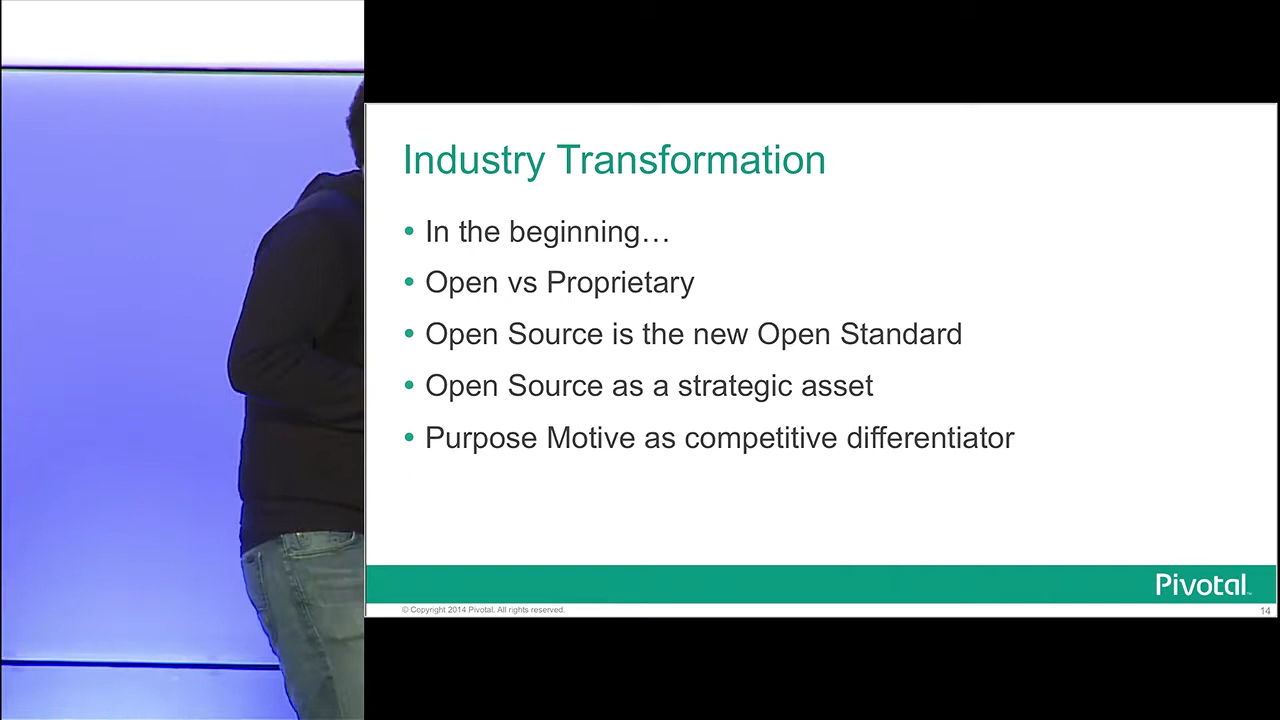 Industry Transformation
• In the beginning…
• Open vs Proprietary
• Open Source is the new Open Standard
• Open Source as a strategic asset
• Purpose Motive as competitive differentiator
Pivotal™
© Copyright 2014 Pivotal. All rights reserved.
14